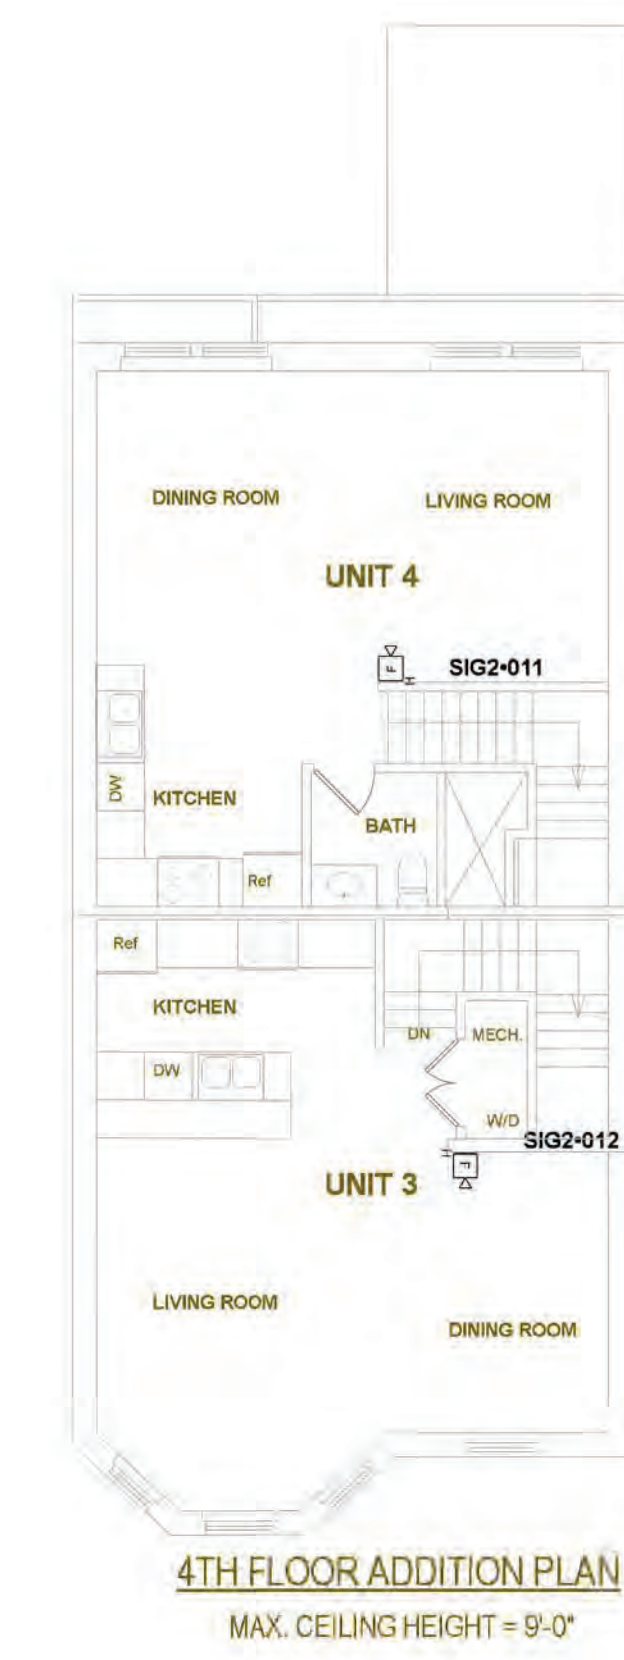 DINING ROOM
LIVING ROOM
UNIT 4
F
SIG2•011
H
DW
KITCHEN
BATH
Ref
Ref
KITCHEN
DN
MECH.
DW
W/D
SIG2•012
H
F
UNIT 3
LIVING ROOM
DINING ROOM
4TH FLOOR ADDITION PLAN
MAX. CEILING HEIGHT = 9'-0"